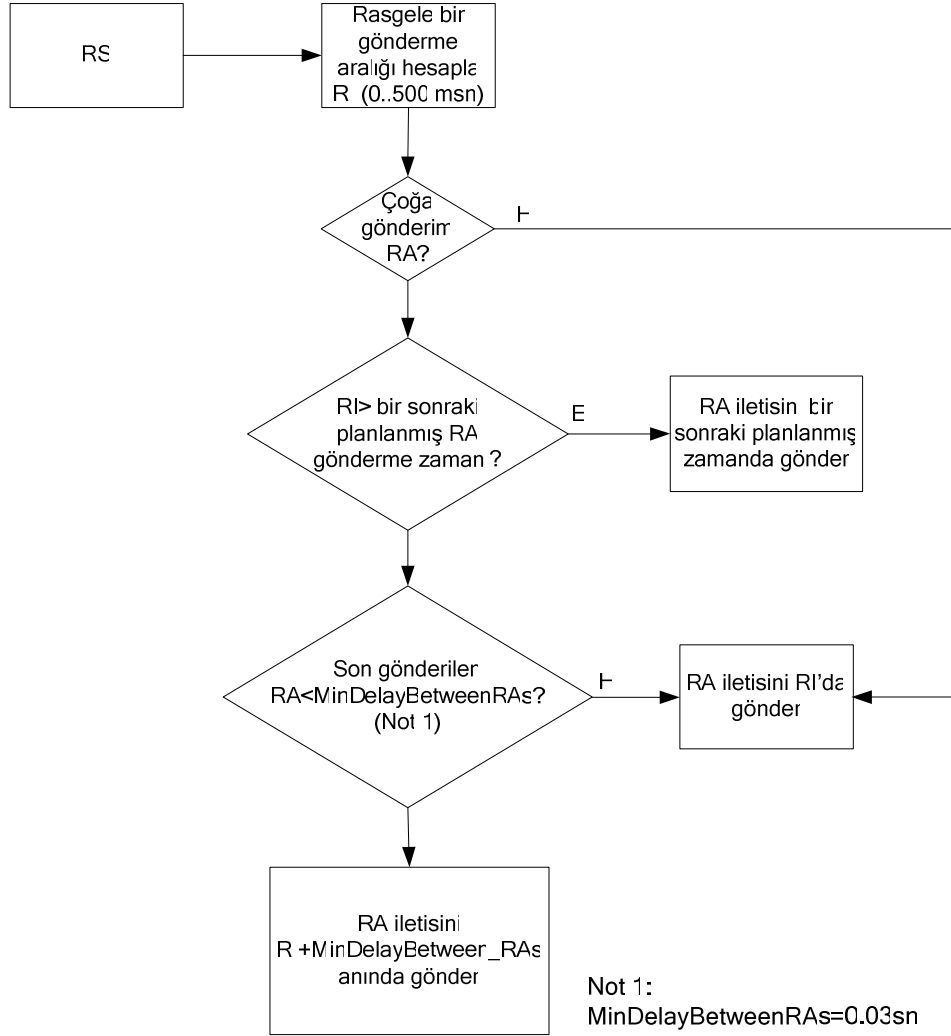 RS
Rasgele bir
gönderme
aralığı hesapla
R (0..500 msn)
Çoğa
gönderim
RA?
H
RI> bir sonraki
planlanmış RA
gönderme zaman ?
E
RA iletisin bir
sonraki planlanmış
zamanda gönder
Son gönderilen
RA<MinDelayBetweenRAs?
(Not 1)
H
RA iletisini RI'da
gönder
RA iletisini
R +MinDelayBetween_RAs
anında gönder
Not 1:
MinDelayBetweenRAs=0.03sn